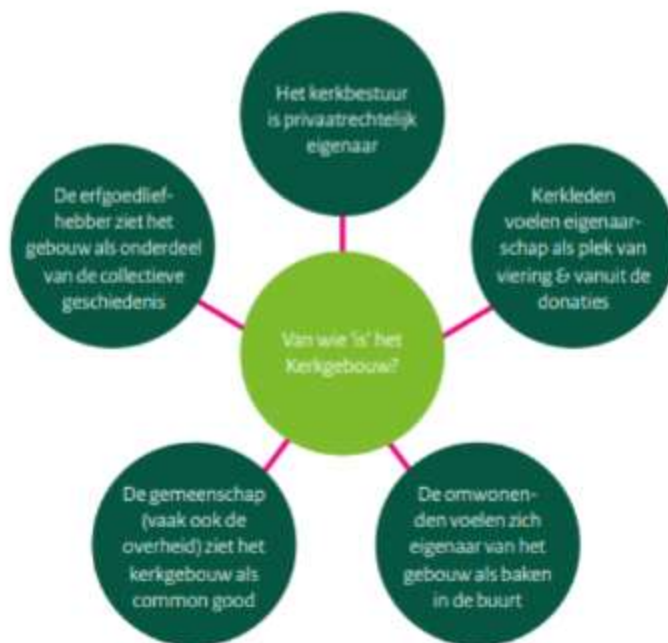 Het kerkbestuur
is privaatrechtelijk
eigenaar
De erfgoedlief-
hebber ziet het
gebouw als onderdeel
van de collectieve
geschiedenis
Kerkleden
voelen eigenaar-
schap als plek van
viering & vanuit de
donaties
Van wie 'is' het
Kerkgebouw?
De gemeenschap
(vaak ook de
overheid) ziet het
kerkgebouw als
common good
De omwonen-
den voelen zich
eigenaar van het
gebouw als baken
in de buurt